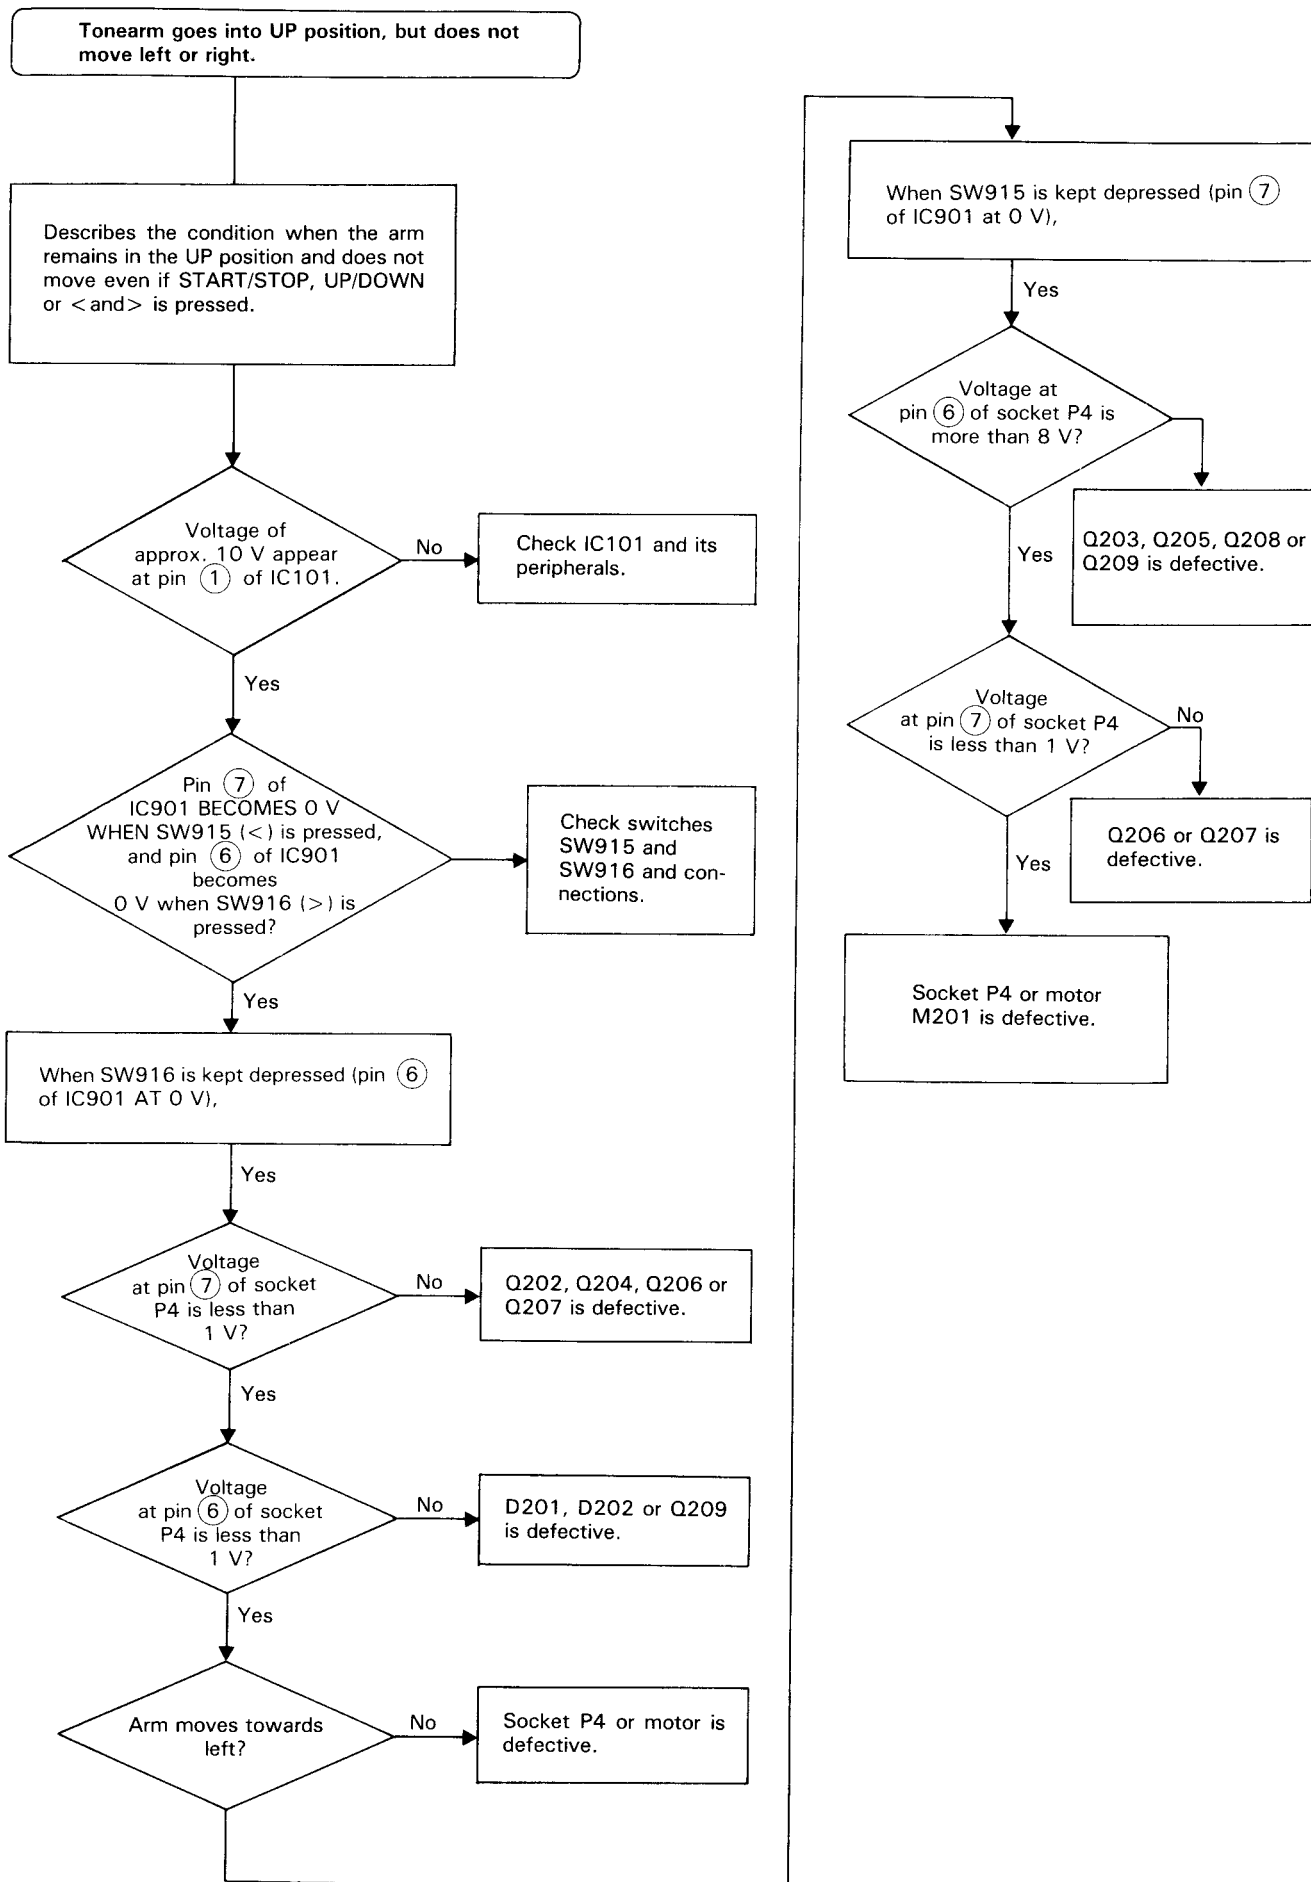 Tonearm goes into UP position, but does not
move left or right.
Describes the condition when the arm
remains in the UP position and does not
move even if START/STOP, UP/DOWN
or <and> is pressed.
Voltage of
approx. 10 V appear
at pin ① of IC101.
No
Check IC101 and its
peripherals.
Yes
Pin ⑦ of
IC901 BECOMES 0 V
WHEN SW915 (<) is pressed,
and pin ⑥ of IC901
becomes
0 V when SW916 (>) is
pressed?
Check switches
SW915 and
SW916 and con-
nections.
Yes
When SW916 is kept depressed (pin ⑥
of IC901 AT 0 V),
Yes
Voltage
at pin ⑦ of socket
P4 is less than
1 V?
No
Q202, Q204, Q206 or
Q207 is defective.
Yes
Voltage
at pin ⑥ of socket
P4 is less than
1 V?
No
D201, D202 or Q209
is defective.
Yes
Arm moves towards
left?
No
Socket P4 or motor is
defective.
When SW915 is kept depressed (pin ⑦
of IC901 at 0 V),
Yes
Voltage at
pin ⑥ of socket P4 is
more than 8 V?
Q203, Q205, Q208 or
Q209 is defective.
Yes
Voltage
at pin ⑦ of socket P4
is less than 1 V?
No
Q206 or Q207 is
defective.
Yes
Socket P4 or motor
M201 is defective.